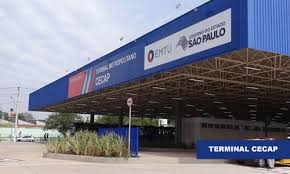 TERMINAL METROPOLITANO
CECAP
EMTU
GOVERNO DO ESTADO
SÃO PAULO
TERMINAL CECAP